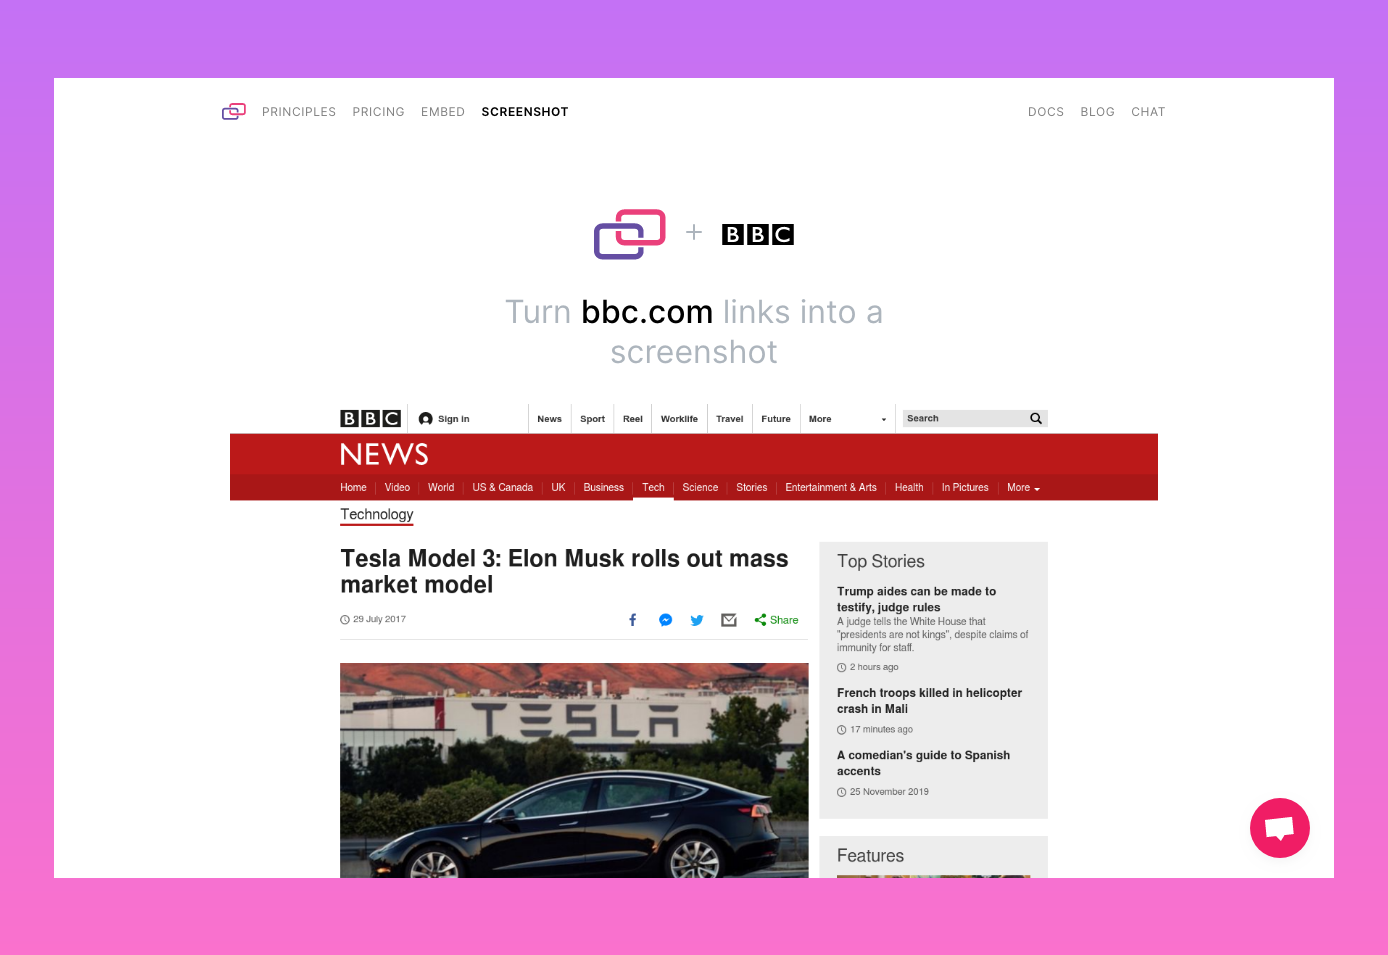 PRINCIPLES PRICING EMBED SCREENSHOT DOCS BLOG CHAT
+ BBC
Turn bbc.com links into a
screenshot
BBC Sign in News Sport Reel Worklife Travel Future More Search
NEWS
Home Video World US & Canada UK Business Tech Science Stories Entertainment & Arts Health In Pictures More
Technology
Tesla Model 3: Elon Musk rolls out mass
market model
29 July 2017
Share
TESLA
Top Stories
Trump aides can be made to
testify, judge rules
A judge tells the White House that
"presidents are not kings", despite claims of
immunity for staff.
2 hours ago
French troops killed in helicopter
crash in Mali
17 minutes ago
A comedian's guide to Spanish
accents
25 November 2019
Features